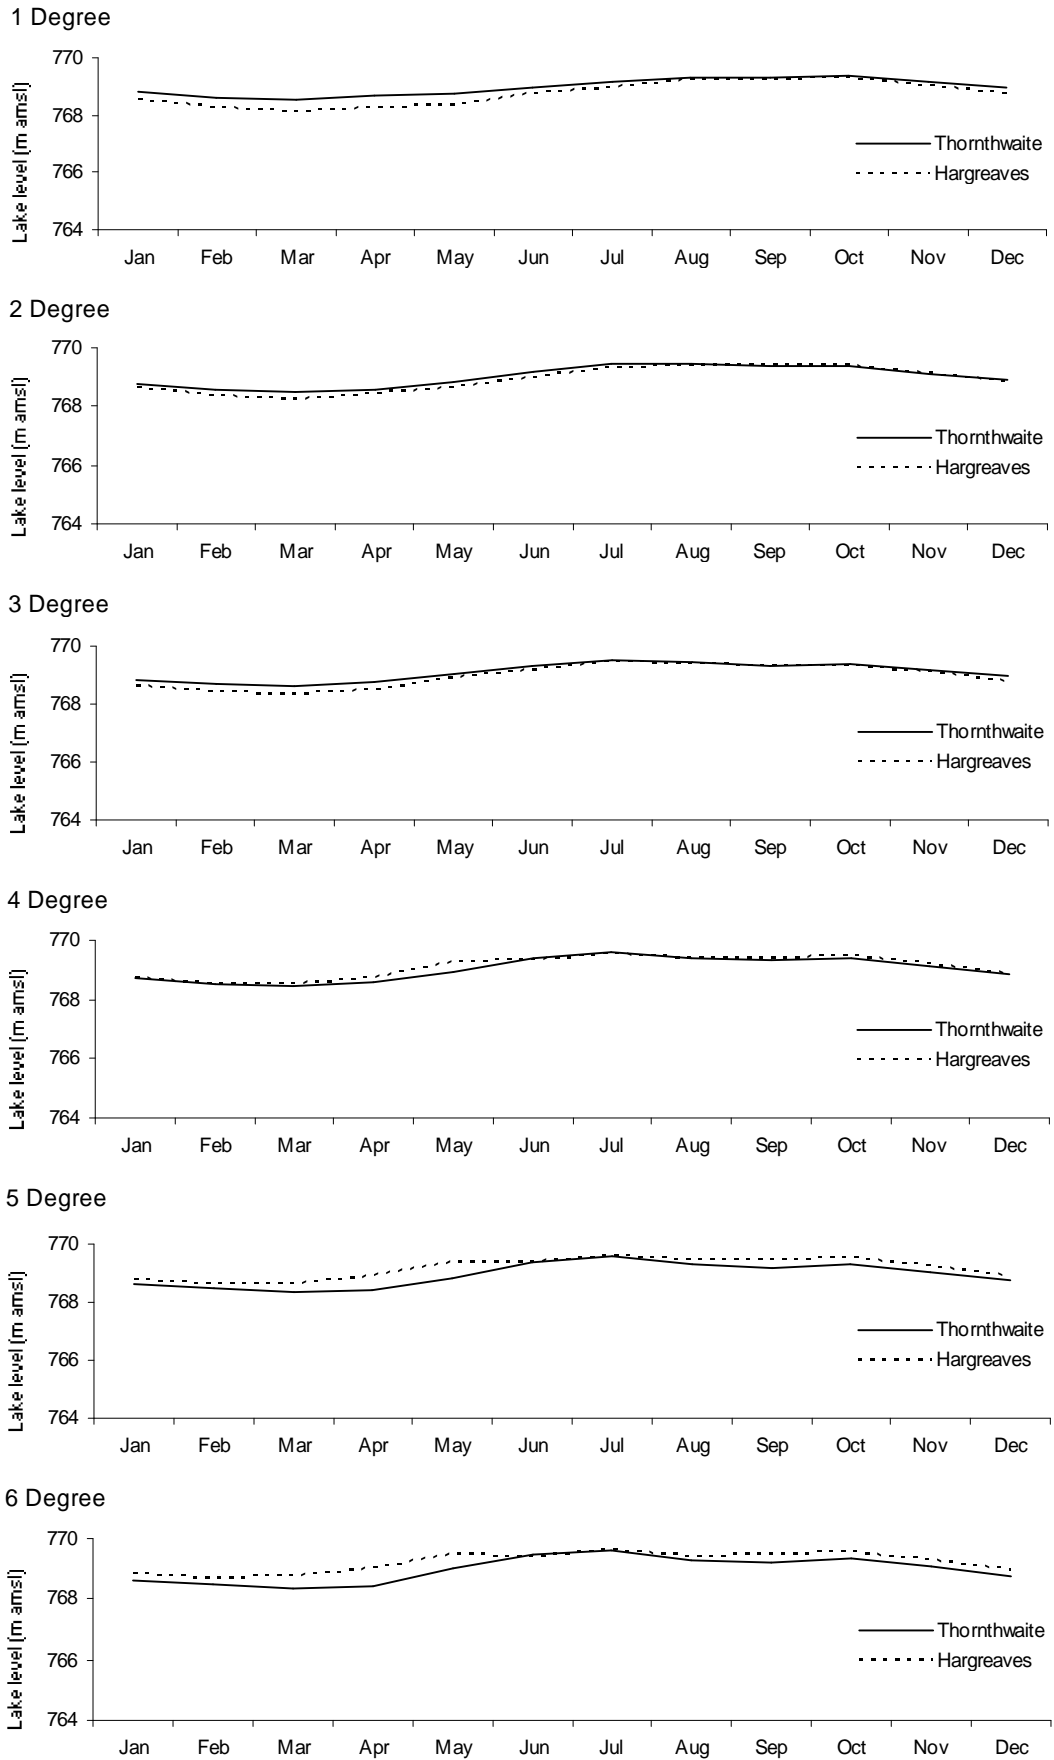 1 Degree
770
768
766
764
Lake level (m amsl)
Thornthwaite
Hargreaves
Jan Feb Mar Apr May Jun Jul Aug Sep Oct Nov Dec
2 Degree
770
768
766
764
Lake level (m amsl)
Thornthwaite
Hargreaves
Jan Feb Mar Apr May Jun Jul Aug Sep Oct Nov Dec
3 Degree
770
768
766
764
Lake level (m amsl)
Thornthwaite
Hargreaves
Jan Feb Mar Apr May Jun Jul Aug Sep Oct Nov Dec
4 Degree
770
768
766
764
Lake level (m amsl)
Thornthwaite
Hargreaves
Jan Feb Mar Apr May Jun Jul Aug Sep Oct Nov Dec
5 Degree
770
768
766
764
Lake level (m amsl)
Thornthwaite
Hargreaves
Jan Feb Mar Apr May Jun Jul Aug Sep Oct Nov Dec
6 Degree
770
768
766
764
Lake level (m amsl)
Thornthwaite
Hargreaves
Jan Feb Mar Apr May Jun Jul Aug Sep Oct Nov Dec